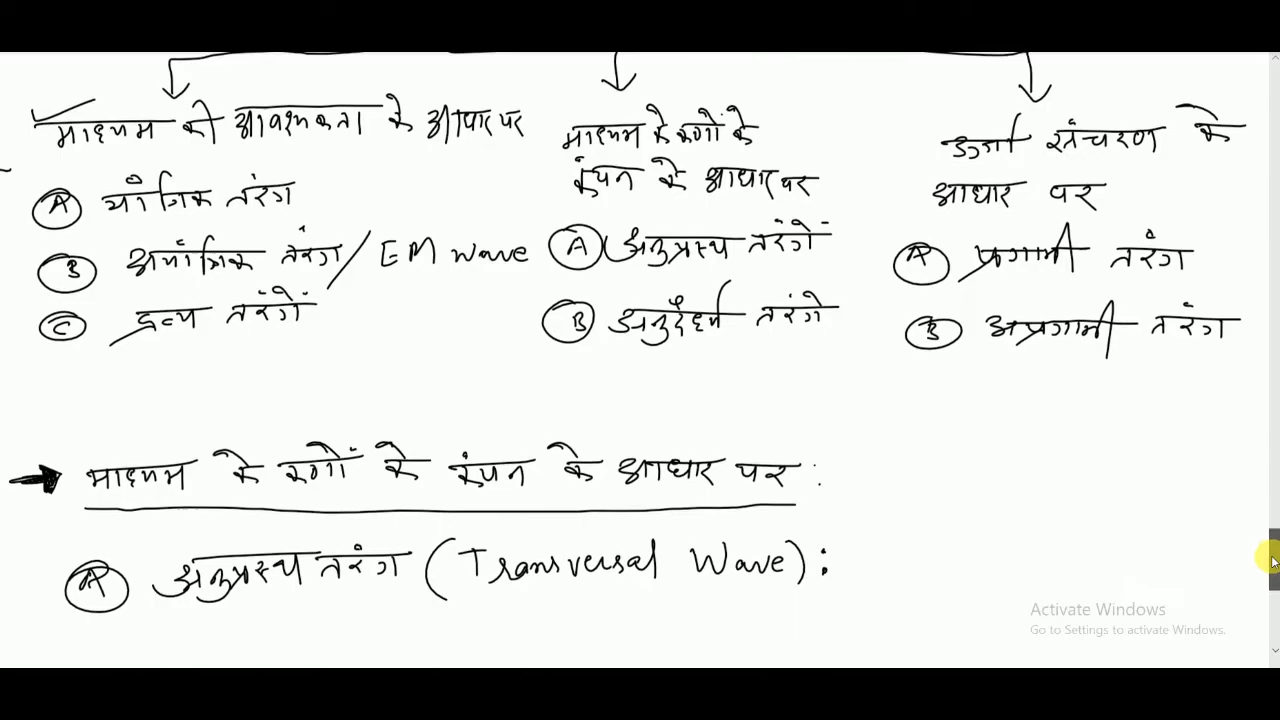 माध्यम की आवश्यकता के आधार पर
A यांत्रिक तरंग
B अयांत्रिक तरंग / EM wave
C द्रव्य तरंगें
माध्यम के कणों के
कंपन के आधार पर
A अनुप्रस्थ तरंगें
B अनुदैर्ध्य तरंगे
ऊर्जा संचरण के
आधार पर
A प्रगामी तरंग
B अप्रगामी तरंग
माध्यम के कणों के कंपन के आधार पर :
A अनुप्रस्थ तरंग (Transversal Wave) :
Activate Windows
Go to Settings to activate Windows.